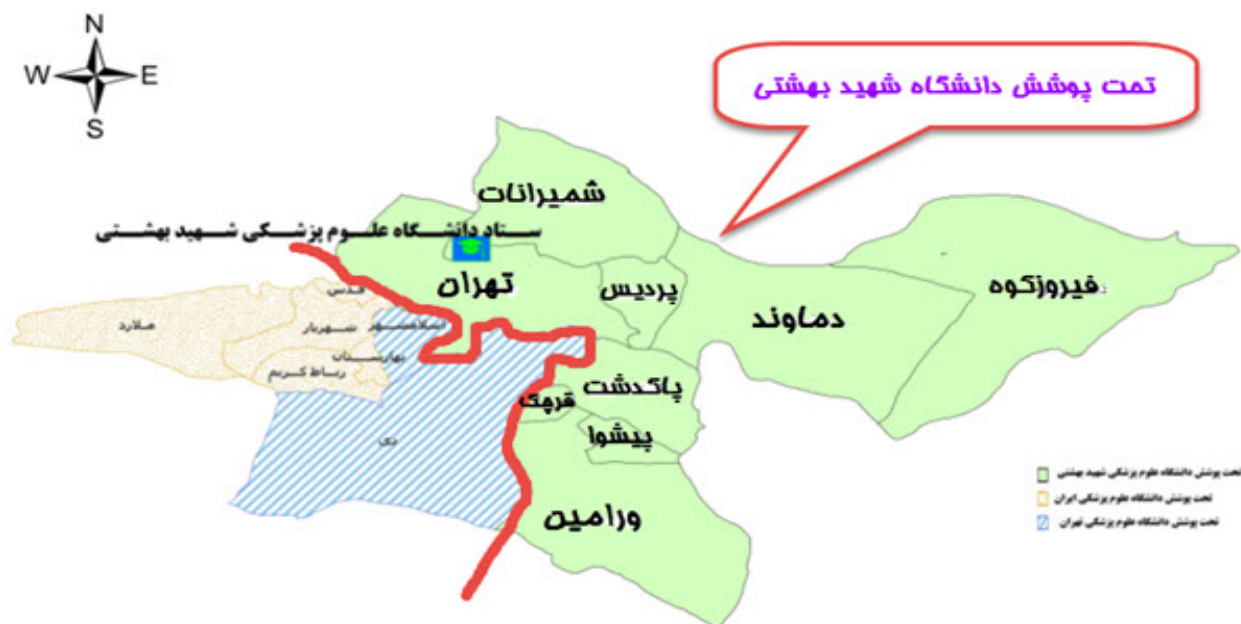 N
W E
S
تحت پوشش دانشگاه شهید بهشتی
شمیرانات
ستاد دانشگاه علوم پزشکی شهید بهشتی
تهران
پردیس
دماوند
فیروزکوه
قدس
ملارد
شهریار
اسلامشهر
بهارستان
رباط کریم
پاکدشت
قرچک
پیشوا
ری
ورامین
تحت پوشش دانشگاه علوم پزشکی شهید بهشتی
تحت پوشش دانشگاه علوم پزشکی ایران
تحت پوشش دانشگاه علوم پزشکی تهران